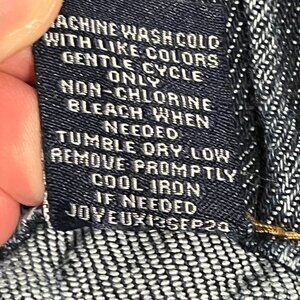 MACHINE WASH COLD
WITH LIKE COLORS
GENTLE CYCLE
ONLY
NON-CHLORINE
BLEACH WHEN
NEEDED
TUMBLE DRY LOW
REMOVE PROMPTLY
COOL IRON
IF NEEDED
JOYEUX13SEP20